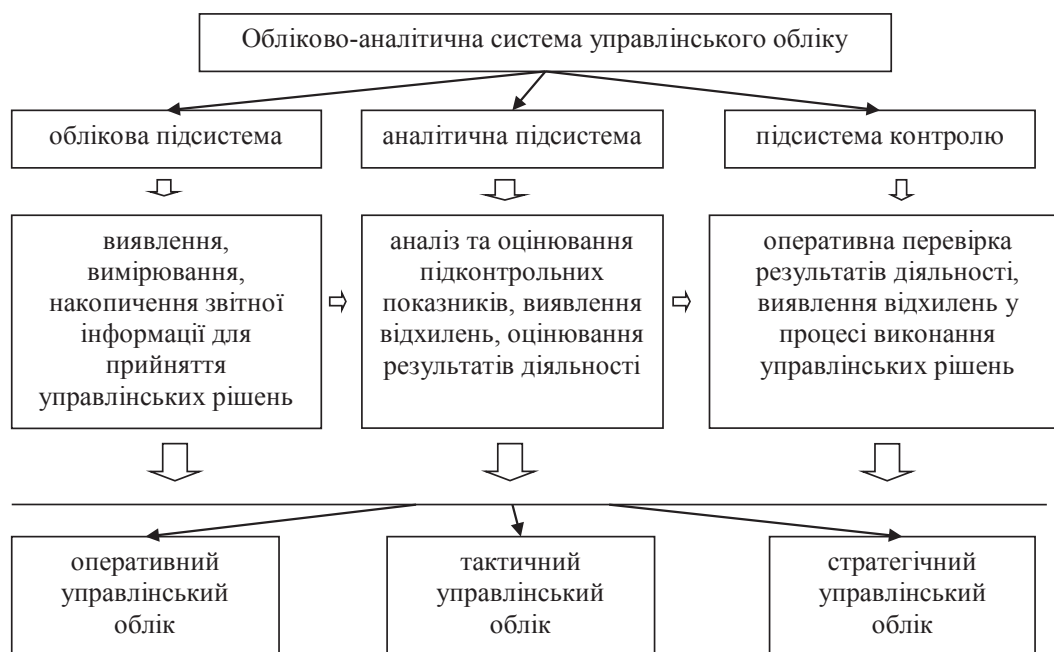 Обліково-аналітична система управлінського обліку
облікова підсистема
аналітична підсистема
підсистема контролю
виявлення,
вимірювання,
накопичення звітної
інформації для
прийняття
управлінських рішень
аналіз та оцінювання
підконтрольних
показників, виявлення
відхилень, оцінювання
результатів діяльності
оперативна перевірка
результатів діяльності,
виявлення відхилень у
процесі виконання
управлінських рішень
оперативний
управлінський
облік
тактичний
управлінський
облік
стратегічний
управлінський
облік